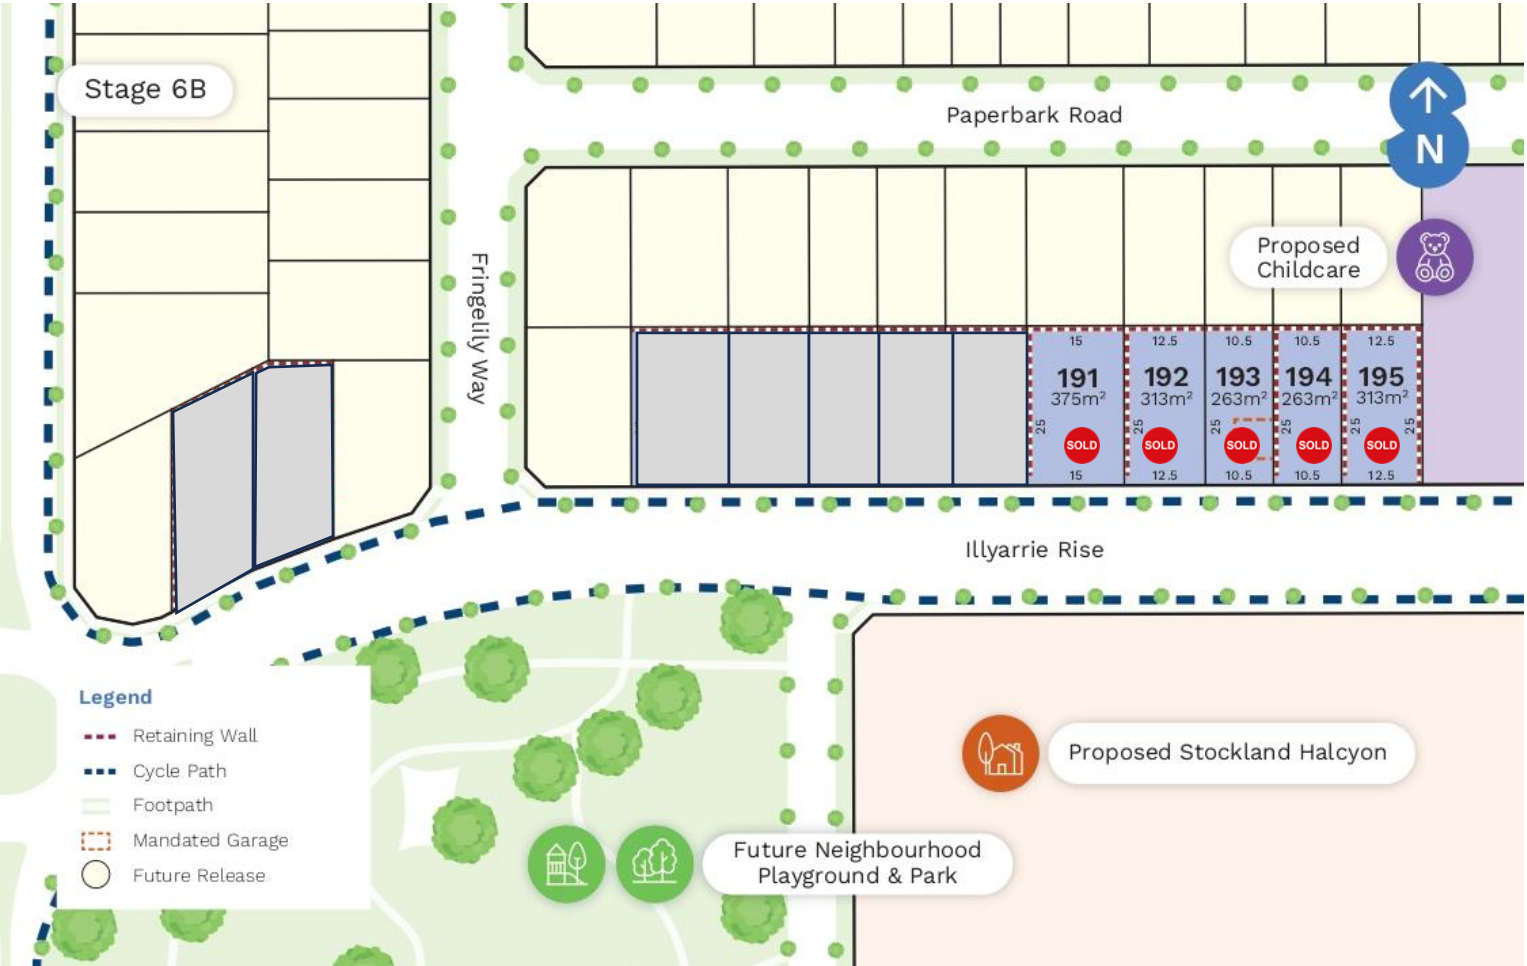 Stage 6B
Paperbark Road
N
Fringelily Way
Proposed
Childcare
15
12.5
10.5
10.5
12.5
191
192
193
194
195
375m²
313m²
263m²
263m²
313m²
25
25
25
25
25
25
SOLD
SOLD
SOLD
SOLD
SOLD
15
12.5
10.5
10.5
12.5
Illyarrie Rise
Legend
Retaining Wall
Cycle Path
Footpath
Mandated Garage
Future Release
Proposed Stockland Halcyon
Future Neighbourhood
Playground & Park